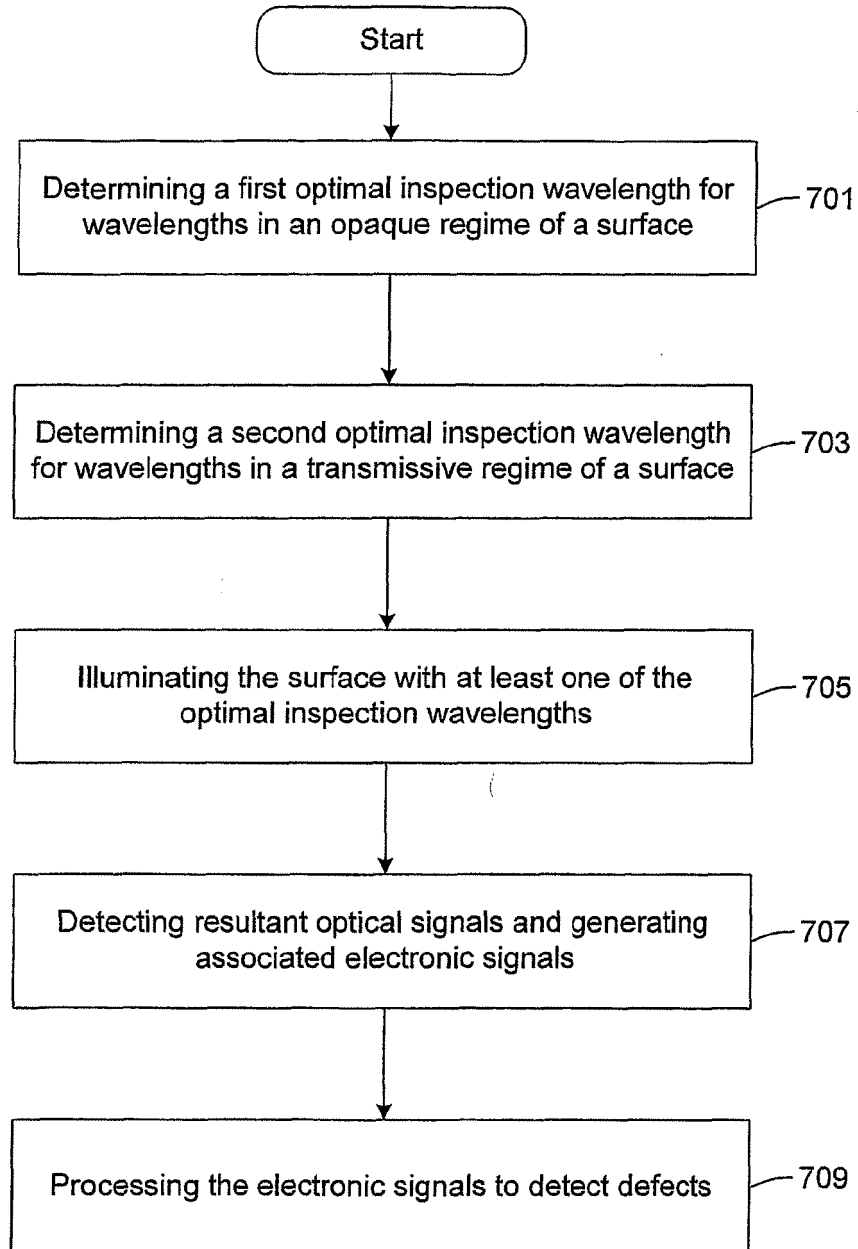 Start
Determining a first optimal inspection wavelength for
wavelengths in an opaque regime of a surface
701
Determining a second optimal inspection wavelength
for wavelengths in a transmissive regime of a surface
703
Illuminating the surface with at least one of the
optimal inspection wavelengths
705
Detecting resultant optical signals and generating
associated electronic signals
707
Processing the electronic signals to detect defects
709